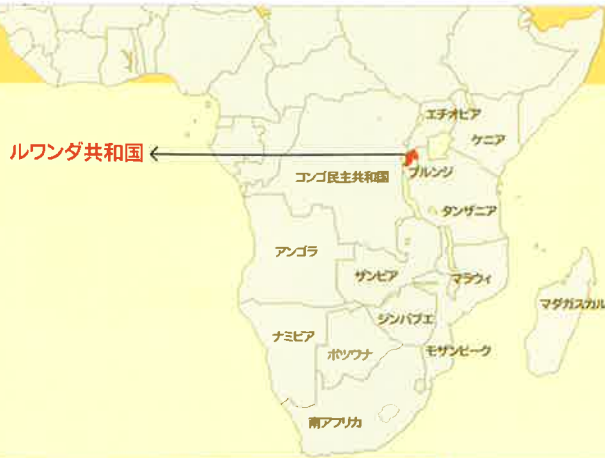 エチオピア
ケニア
ルワンダ共和国
ブルンジ
コンゴ民主共和国
タンザニア
アンゴラ
ザンビア
マラウィ
マダガスカル
ジンバブエ
ナミビア
ボツワナ
モザンビーク
南アフリカ